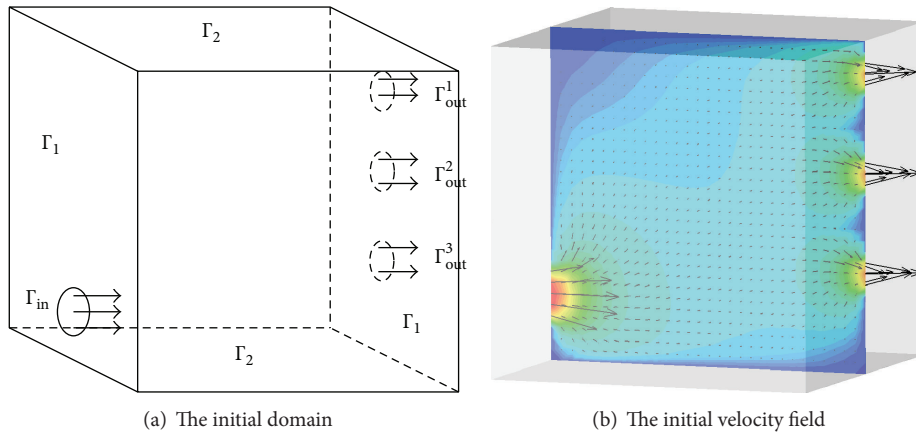 Γ₂
Γ¹out
Γ₁
Γ²out
Γ³out
Γin
Γ₁
Γ₂
(a) The initial domain
(b) The initial velocity field